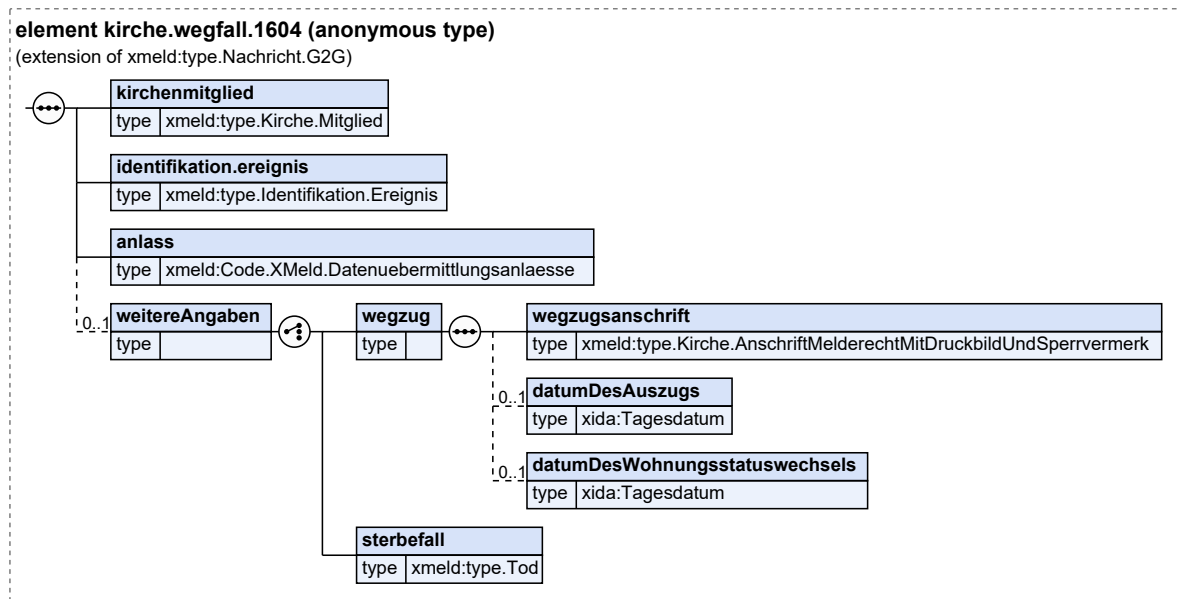 element kirche.wegfall.1604 (anonymous type)
(extension of xmeld:type.Nachricht.G2G)
kirchenmitglied
type xmeld:type.Kirche.Mitglied
identifikation.ereignis
type xmeld:type.Identifikation.Ereignis
anlass
type xmeld:Code.XMeld.Datenuebermittlungsanlaesse
0..1 weitereAngaben
type
wegzug
type
wegzugsanschrift
type xmeld:type.Kirche.AnschriftMelderechtMitDruckbildUndSperrvermerk
0..1 datumDesAuszugs
type xida:Tagesdatum
0..1 datumDesWohnungsstatuswechsels
type xida:Tagesdatum
sterbefall
type xmeld:type.Tod